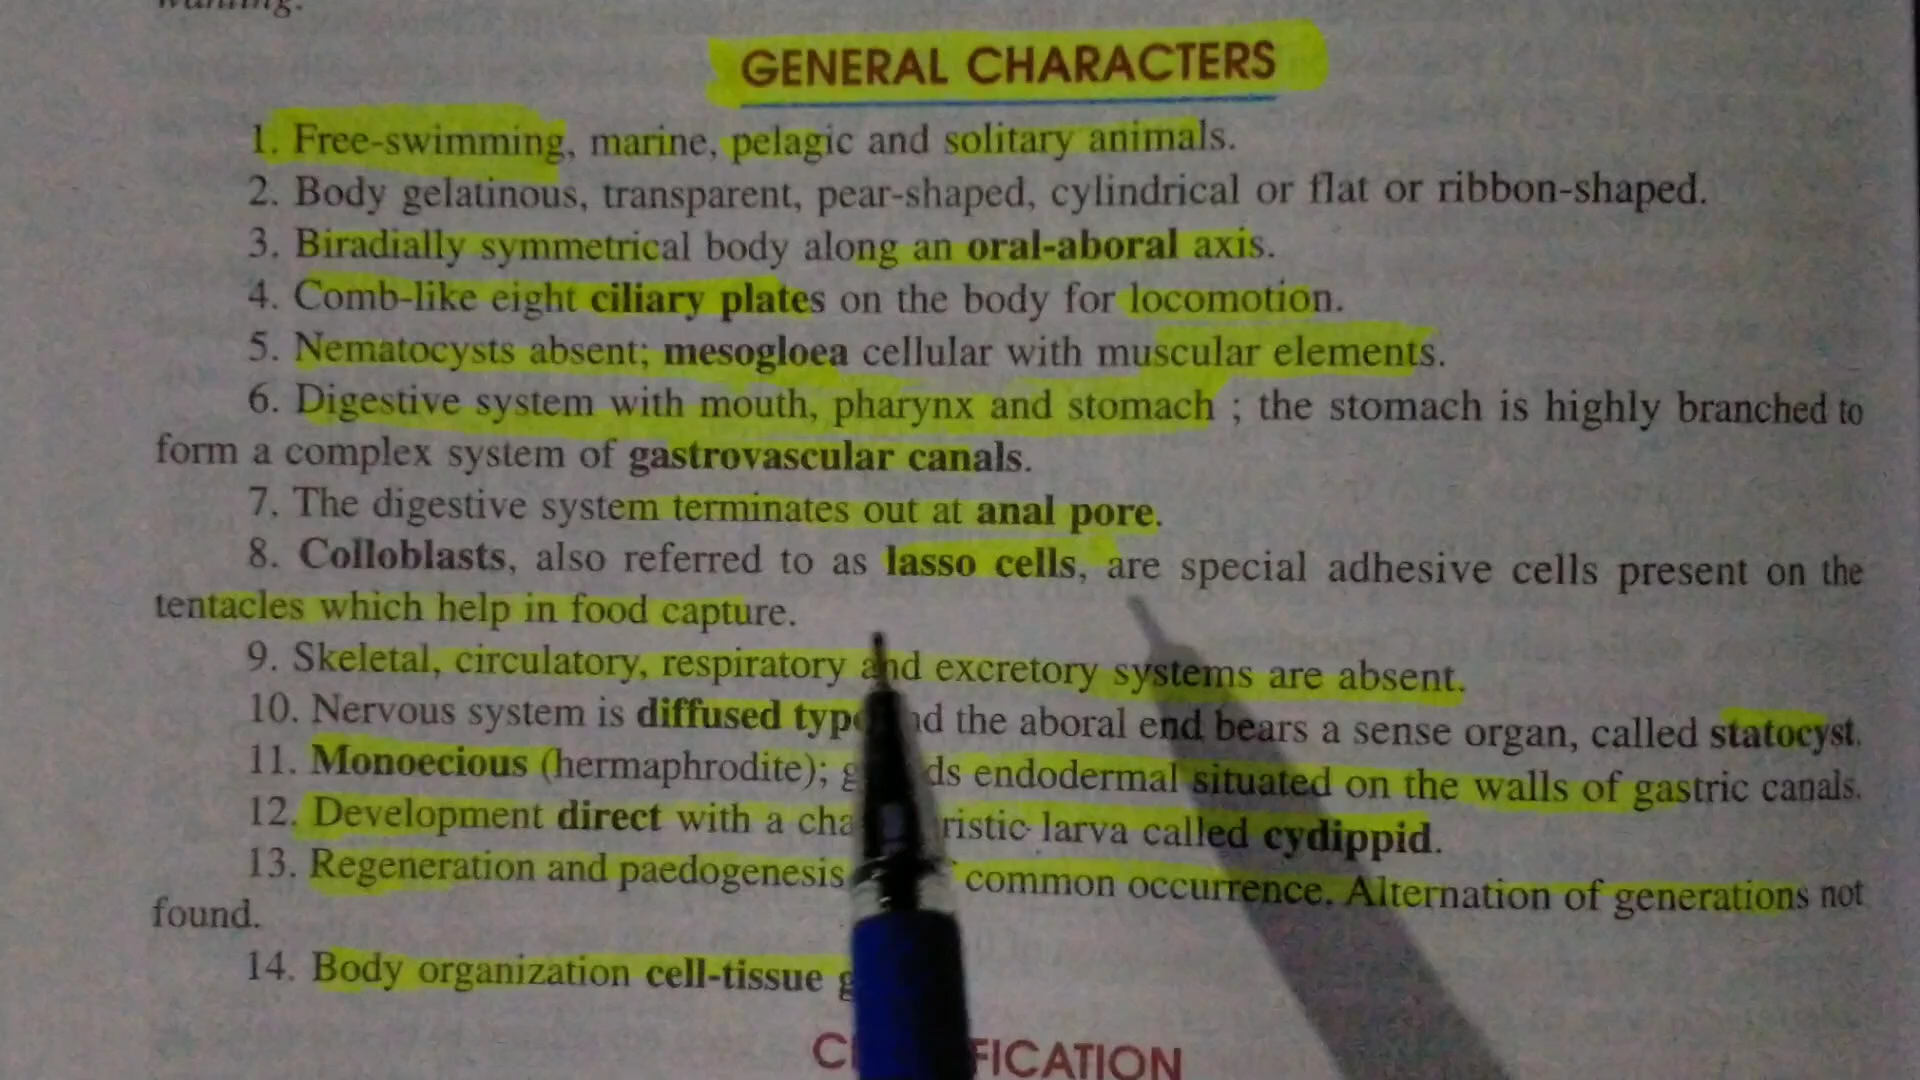 GENERAL CHARACTERS
1. Free-swimming, marine, pelagic and solitary animals.
2. Body gelatinous, transparent, pear-shaped, cylindrical or flat or ribbon-shaped.
3. Biradially symmetrical body along an oral-aboral axis.
4. Comb-like eight ciliary plates on the body for locomotion.
5. Nematocysts absent; mesogloea cellular with muscular elements.
6. Digestive system with mouth, pharynx and stomach ; the stomach is highly branched to
form a complex system of gastrovascular canals.
7. The digestive system terminates out at anal pore.
8. Colloblasts, also referred to as lasso cells, are special adhesive cells present on the
tentacles which help in food capture.
9. Skeletal, circulatory, respiratory and excretory systems are absent.
10. Nervous system is diffused type the aboral end bears a sense organ, called statocyst.
11. Monoecious (hermaphrodite); endodermal situated on the walls of gastric canals.
12. Development direct with a larva called cydippid.
13. Regeneration and paedogenesis common occurrence. Alternation of generations not
found.
14. Body organization cell-tissue